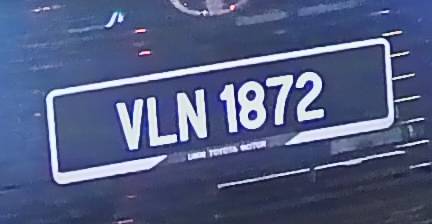 VLN 1872
UMW TOYOTA MOTOR